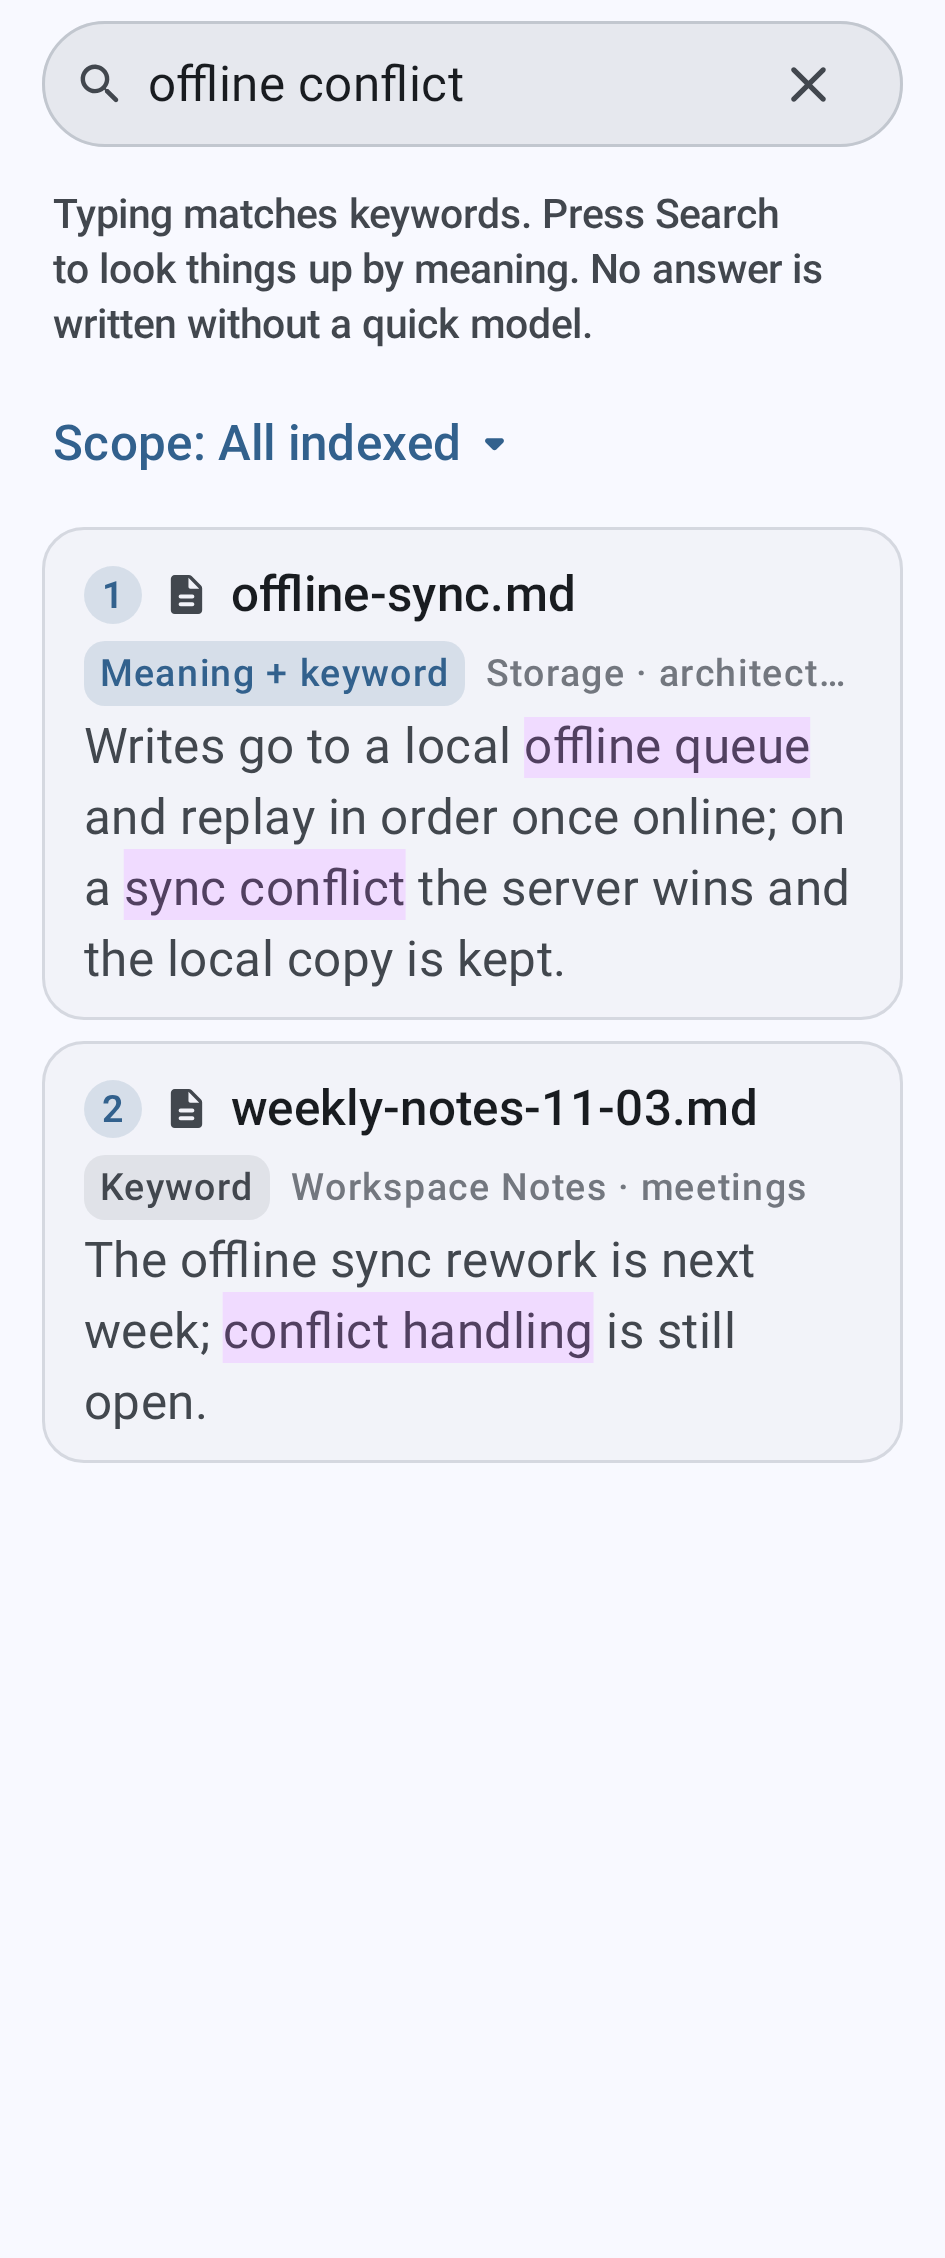 offline conflict
Typing matches keywords. Press Search
to look things up by meaning. No answer is
written without a quick model.
Scope: All indexed
1 offline-sync.md
Meaning + keyword Storage · architect…
Writes go to a local offline queue
and replay in order once online; on
a sync conflict the server wins and
the local copy is kept.
2 weekly-notes-11-03.md
Keyword Workspace Notes · meetings
The offline sync rework is next
week; conflict handling is still
open.